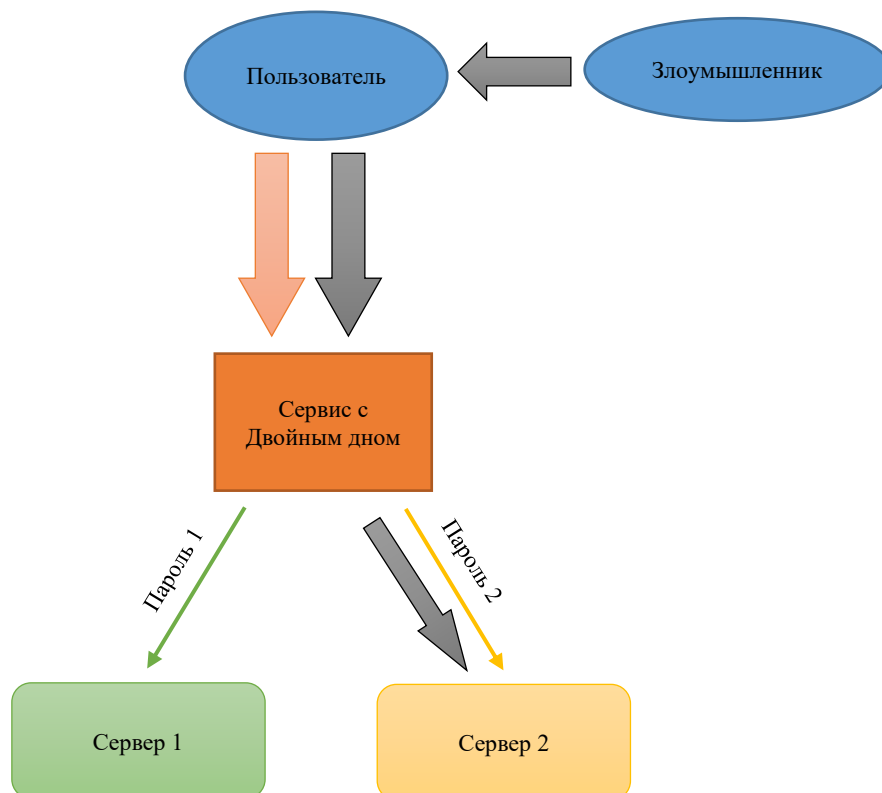 Пользователь
Злоумышленник
Сервис с
Двойным дном
Пароль 1
Пароль 2
Сервер 1
Сервер 2